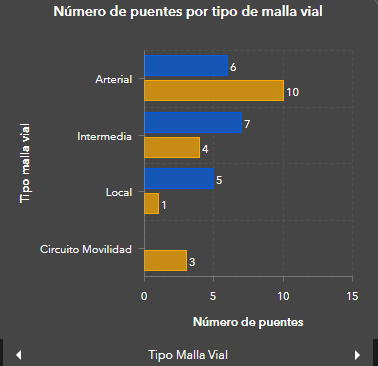 Número de puentes por tipo de malla vial
Tipo malla vial
Arterial
6
10
Intermedia
7
4
Local
5
1
Circuito Movilidad
3
0
5
10
15
Número de puentes
Tipo Malla Vial